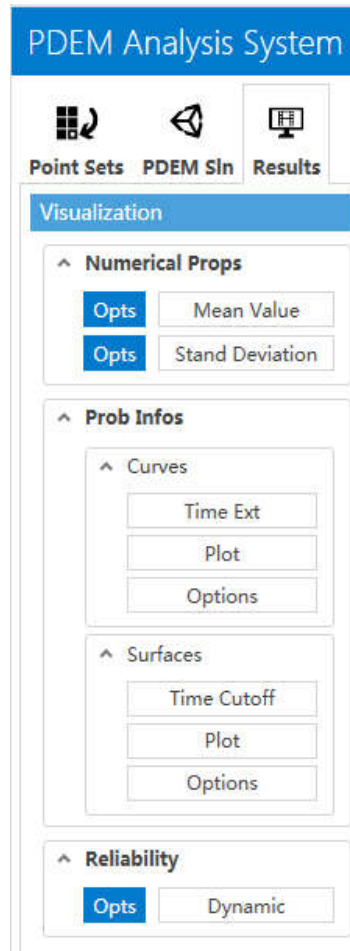 PDEM Analysis System
Point Sets PDEM Sln Results
Visualization
Numerical Props
Opts Mean Value
Opts Stand Deviation
Prob Infos
Curves
Time Ext
Plot
Options
Surfaces
Time Cutoff
Plot
Options
Reliability
Opts Dynamic